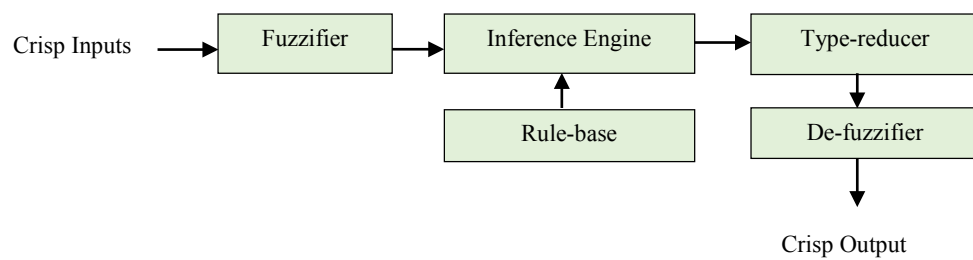 Crisp Inputs
Fuzzifier
Inference Engine
Type-reducer
Rule-base
De-fuzzifier
Crisp Output